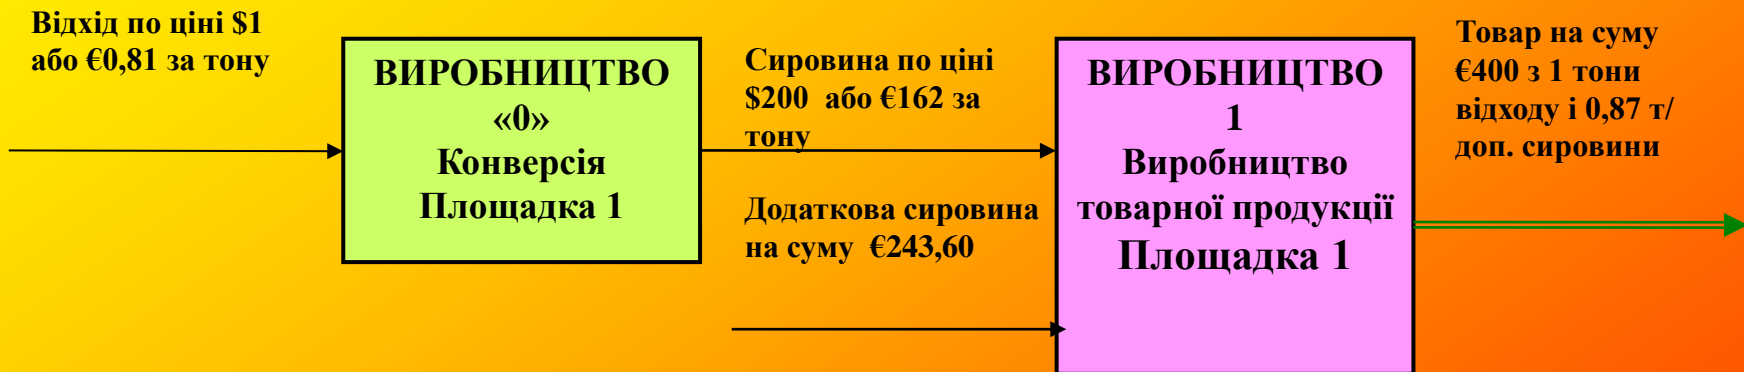 Відхід по ціні $1
або €0,81 за тону
ВИРОБНИЦТВО
«0»
Конверсія
Площадка 1
Сировина по ціні
$200 або €162 за
тону
Додаткова сировина
на суму €243,60
ВИРОБНИЦТВО
1
Виробництво
товарної продукції
Площадка 1
Товар на суму
€400 з 1 тони
відходу і 0,87 т/
доп. сировини